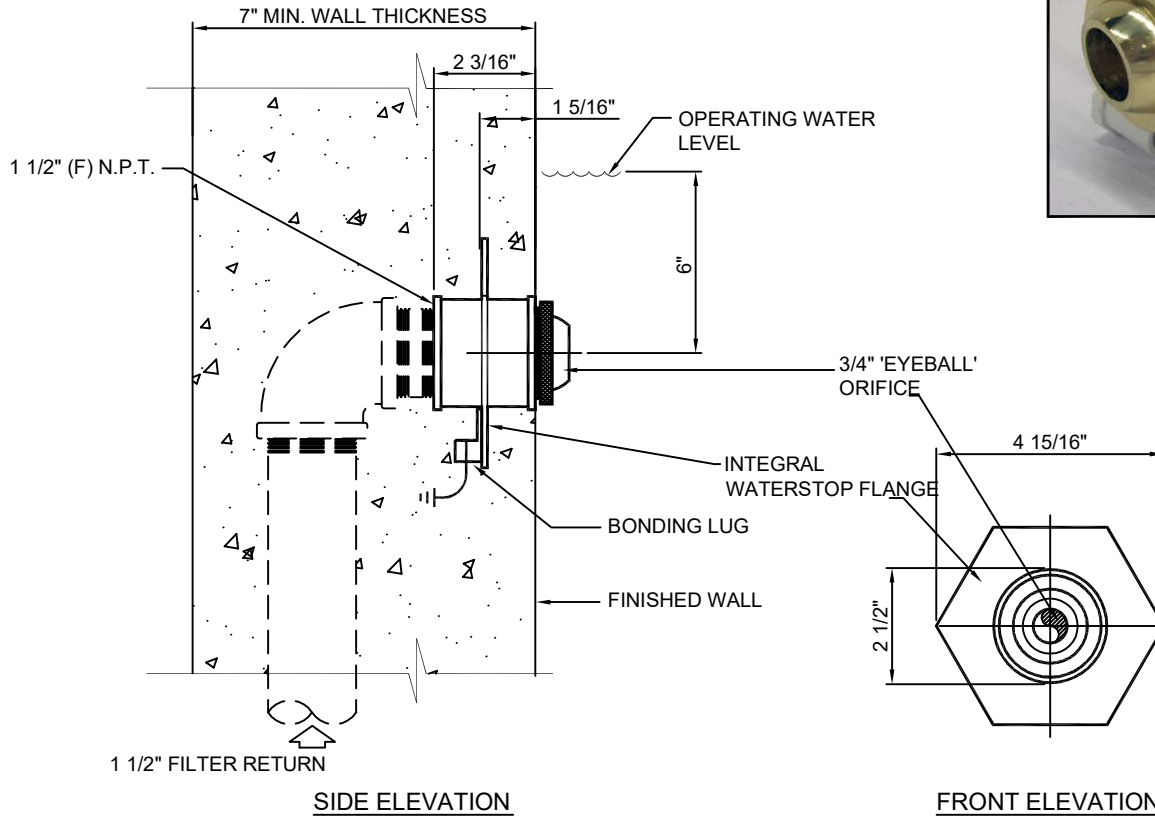 7" MIN. WALL THICKNESS
2 3/16"
1 5/16"
OPERATING WATER
LEVEL
1 1/2" (F) N.P.T.
6"
3/4" 'EYEBALL'
ORIFICE
4 15/16"
INTEGRAL
WATERSTOP FLANGE
BONDING LUG
2 1/2"
FINISHED WALL
1 1/2" FILTER RETURN
SIDE ELEVATION
FRONT ELEVATION